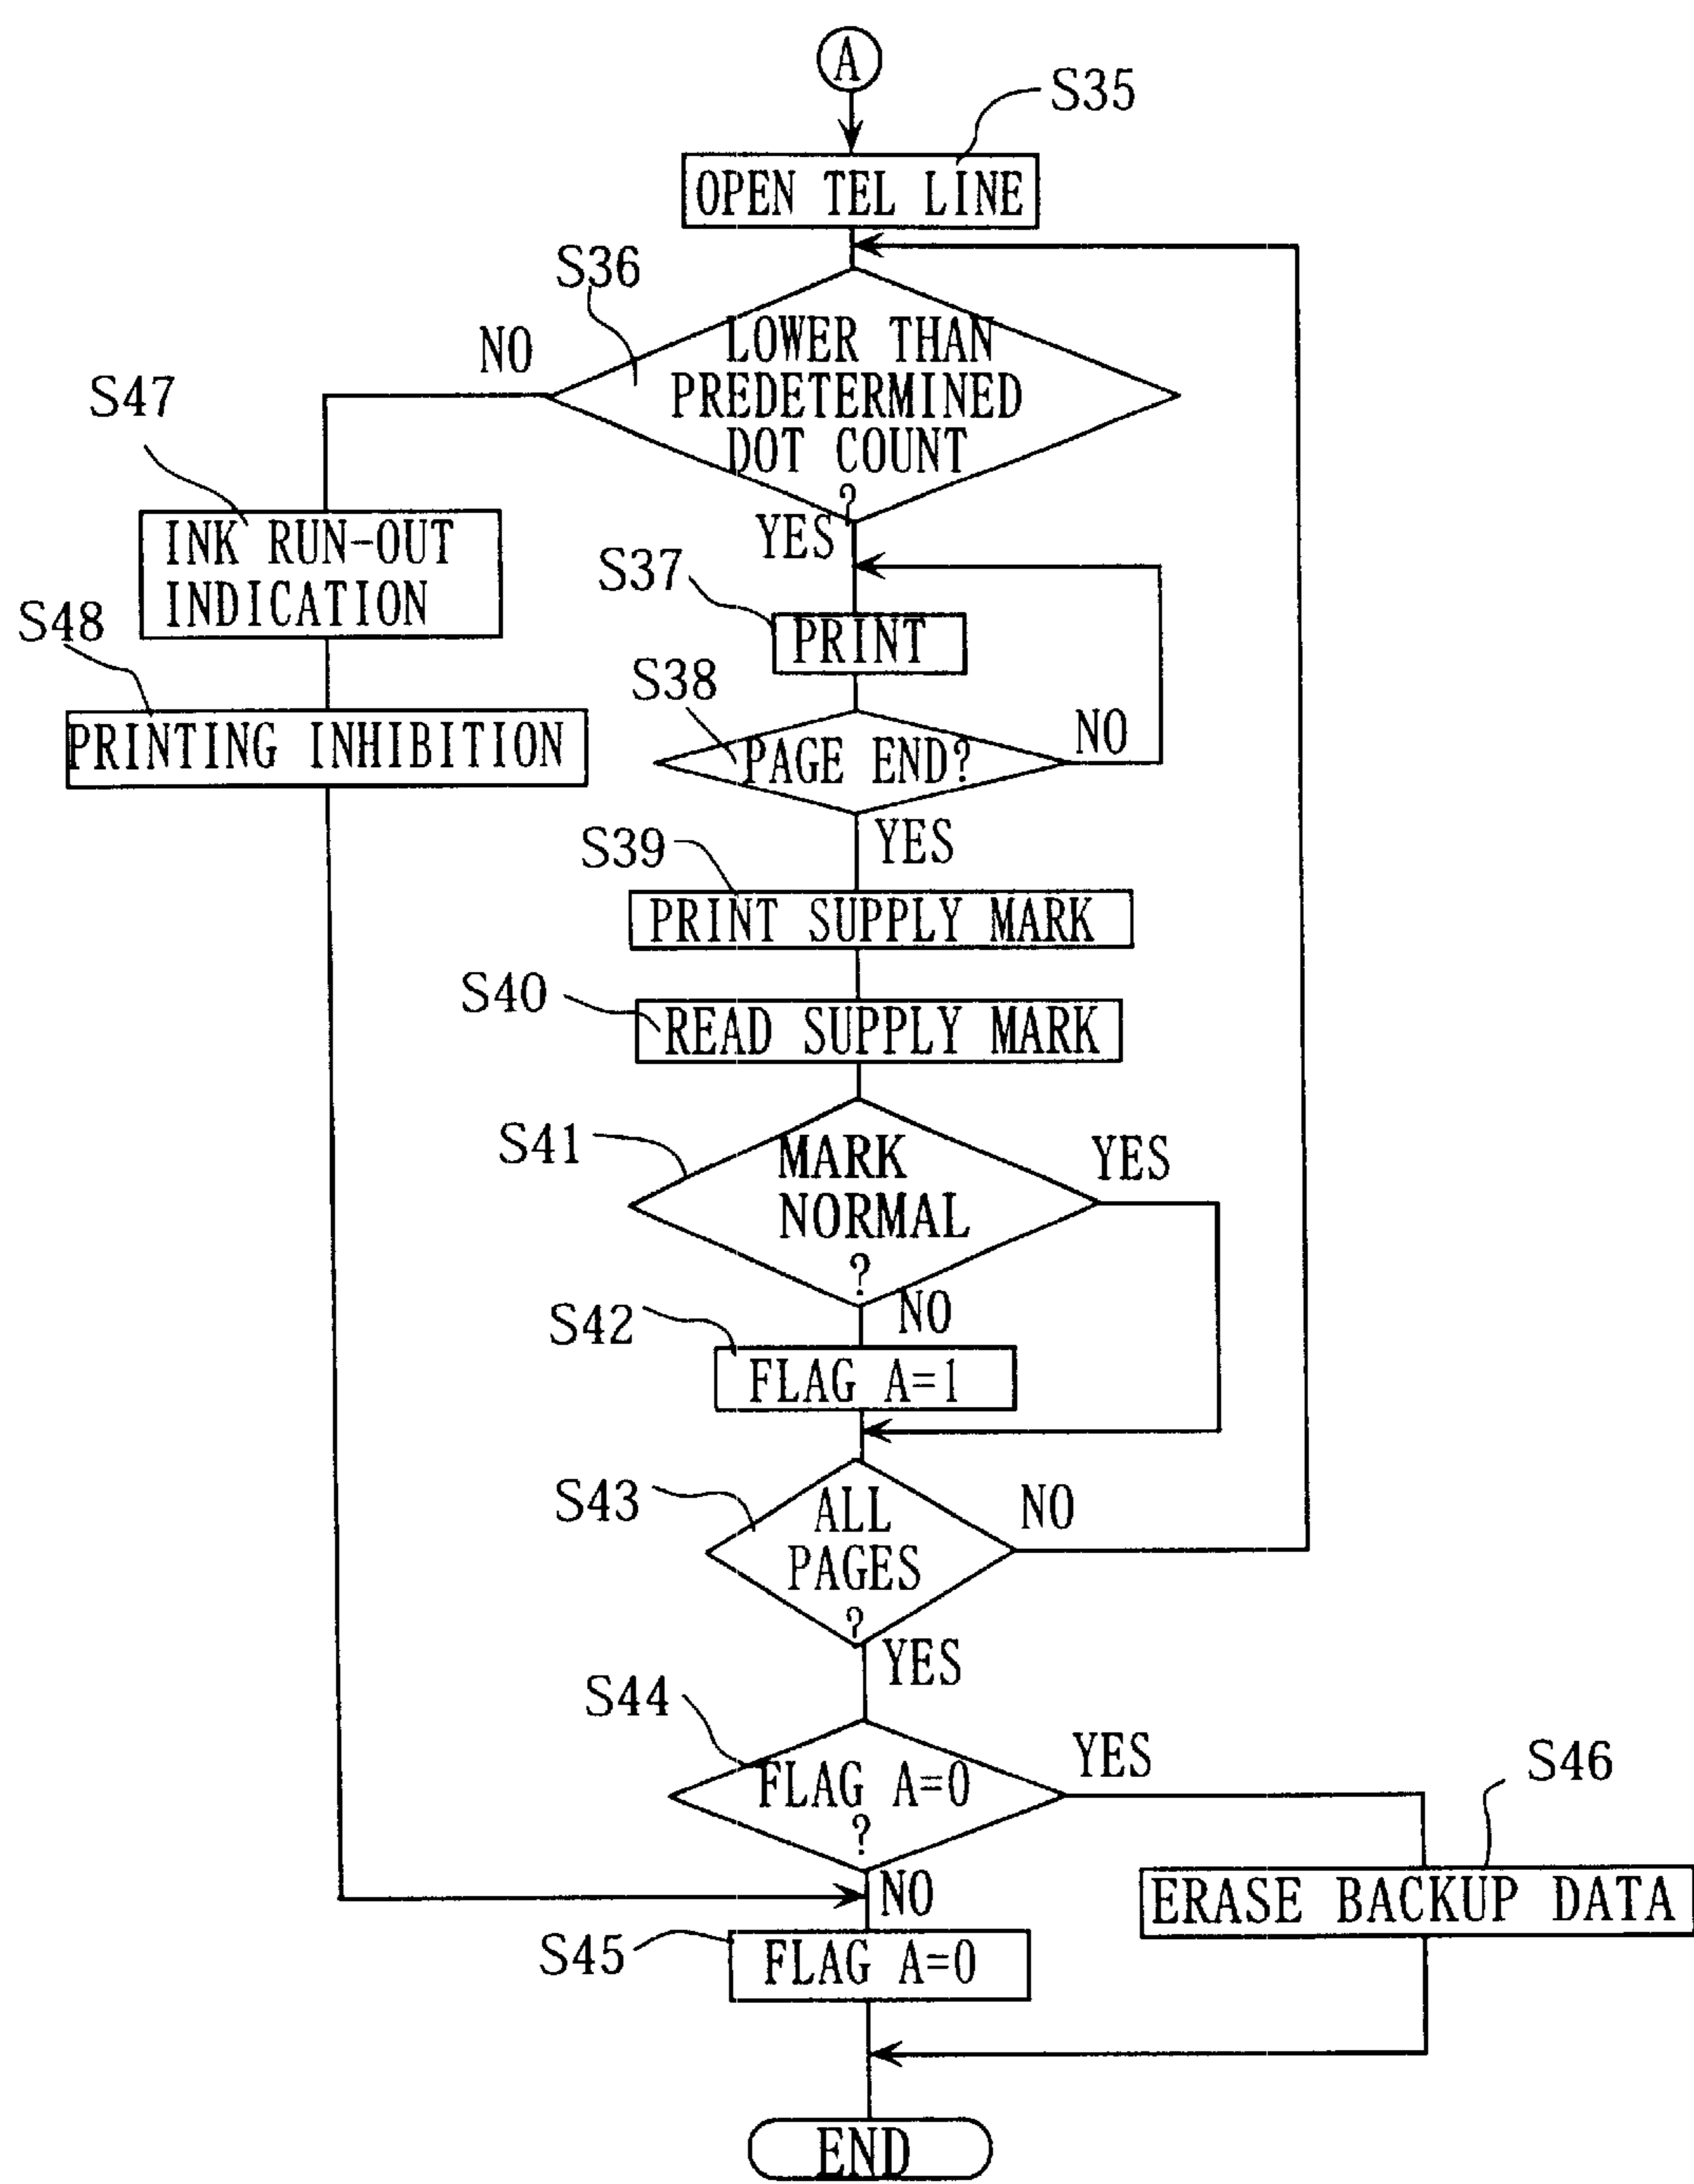 A
S35
OPEN TEL LINE
S36
NO
LOWER THAN
PREDETERMINED
DOT COUNT
?
YES
S47
INK RUN-OUT
INDICATION
S48
PRINTING INHIBITION
S37
PRINT
S38
PAGE END?
NO
YES
S39
PRINT SUPPLY MARK
S40
READ SUPPLY MARK
S41
MARK
NORMAL
?
YES
NO
S42
FLAG A=1
S43
ALL
PAGES
?
NO
YES
S44
FLAG A=0
?
YES
S46
ERASE BACKUP DATA
NO
S45
FLAG A=0
END